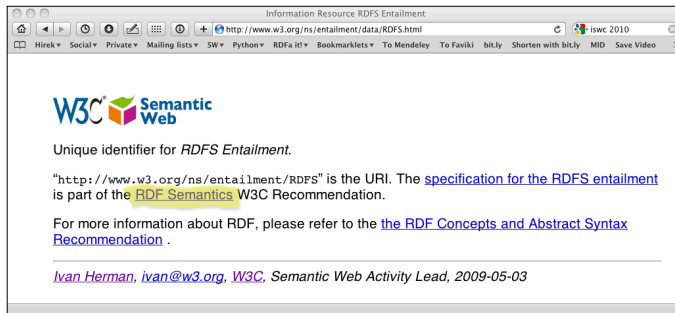 Information Resource RDFS Entailment
http://www.w3.org/ns/entailment/data/RDFS.html
iswc 2010
Hirek Social Private Mailing lists SW Python RDFa it! Bookmarklets To Mendeley To Faviki bit.ly Shorten with bit.ly MID Save Video
W3C Semantic
Web
Unique identifier for RDFS Entailment.
“http://www.w3.org/ns/entailment/RDFS” is the URI. The specification for the RDFS entailment
is part of the RDF Semantics W3C Recommendation.
For more information about RDF, please refer to the the RDF Concepts and Abstract Syntax
Recommendation .
Ivan Herman, ivan@w3.org, W3C, Semantic Web Activity Lead, 2009-05-03